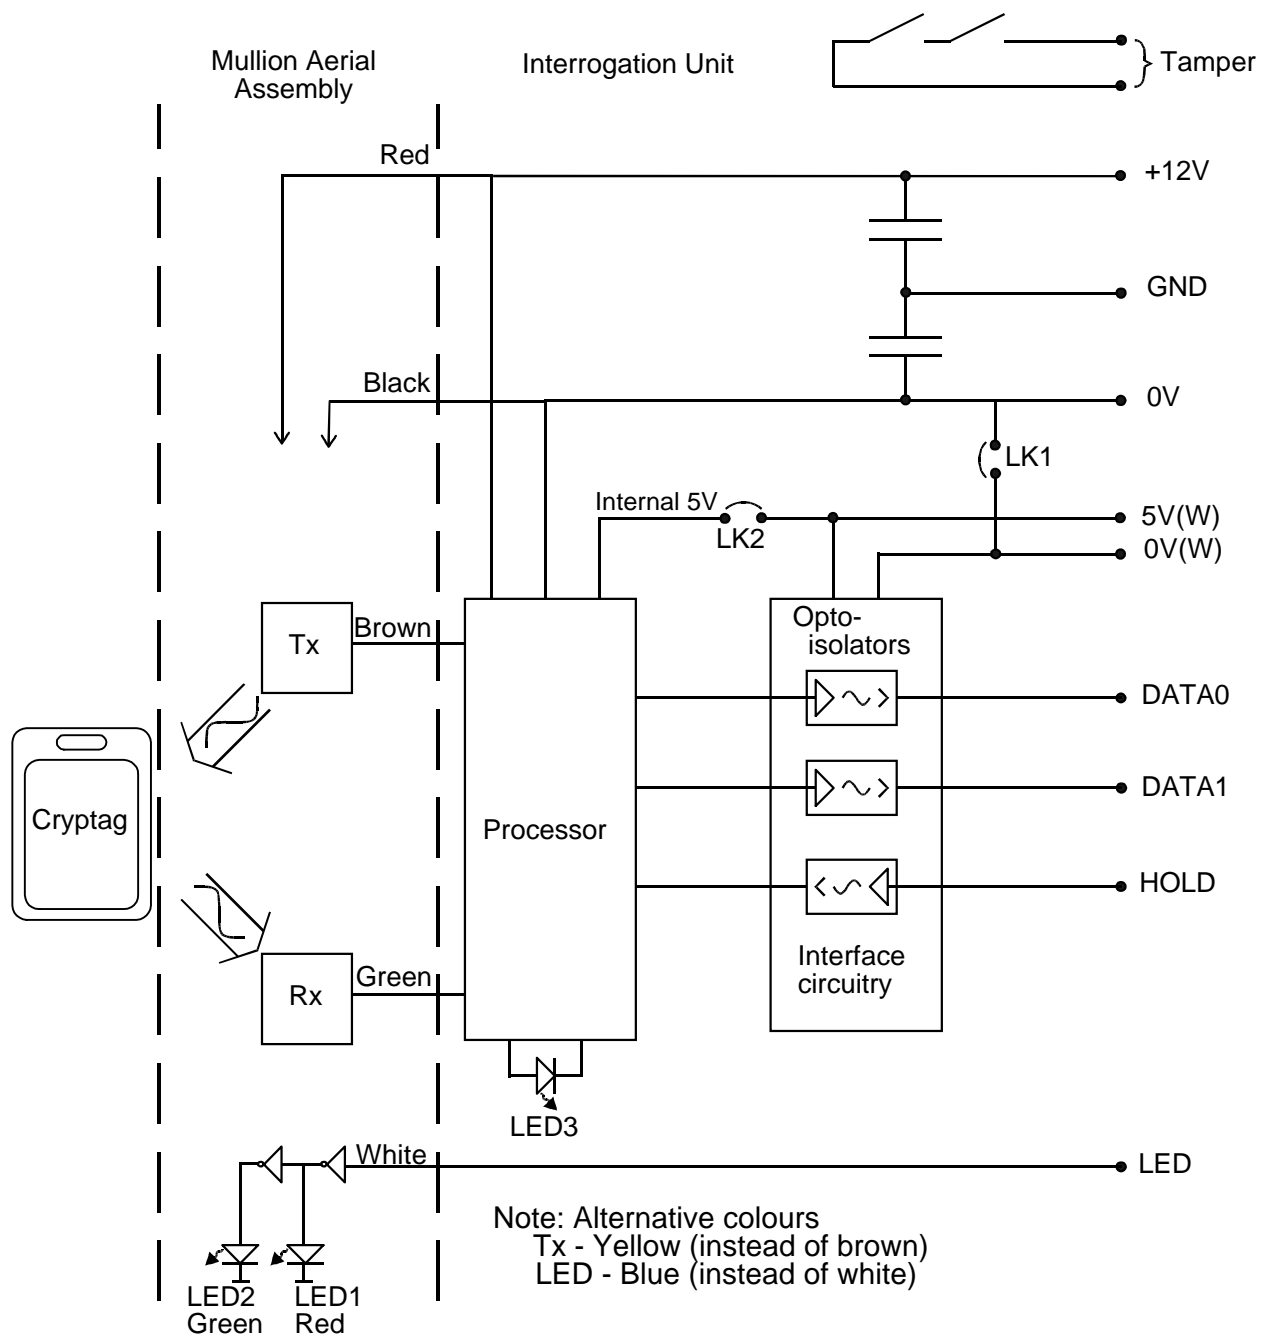 Mullion Aerial
Assembly
Interrogation Unit
Tamper
Red
+12V
GND
Black
0V
LK1
Internal 5V
LK2
5V(W)
0V(W)
Tx
Brown
Opto-
isolators
DATA0
Cryptag
Processor
DATA1
HOLD
Rx
Green
Interface
circuitry
LED3
White
LED
Note: Alternative colours
Tx - Yellow (instead of brown)
LED - Blue (instead of white)
LED2
Green
LED1
Red